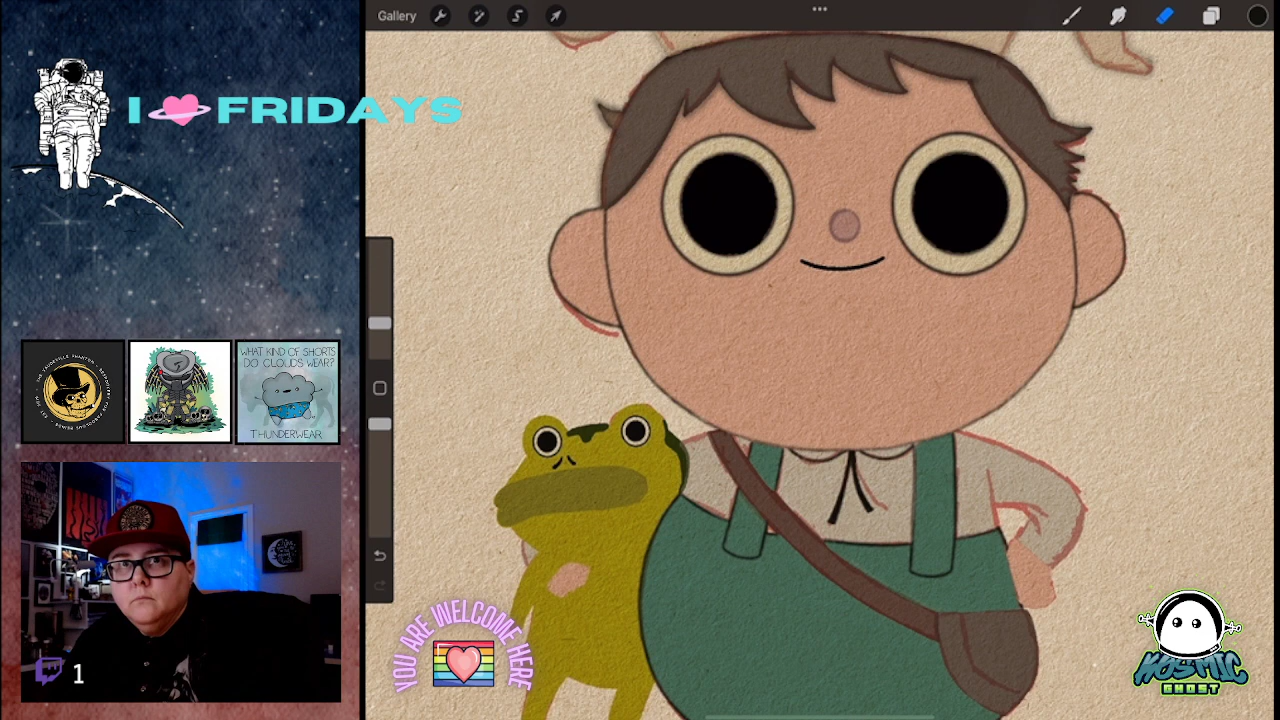 Gallery
I FRIDAYS
WHAT KIND OF SHORTS
DO CLOUDS WEAR?
THUNDERWEAR
1
YOU ARE WELCOME HERE
KOSMIC
GHOST